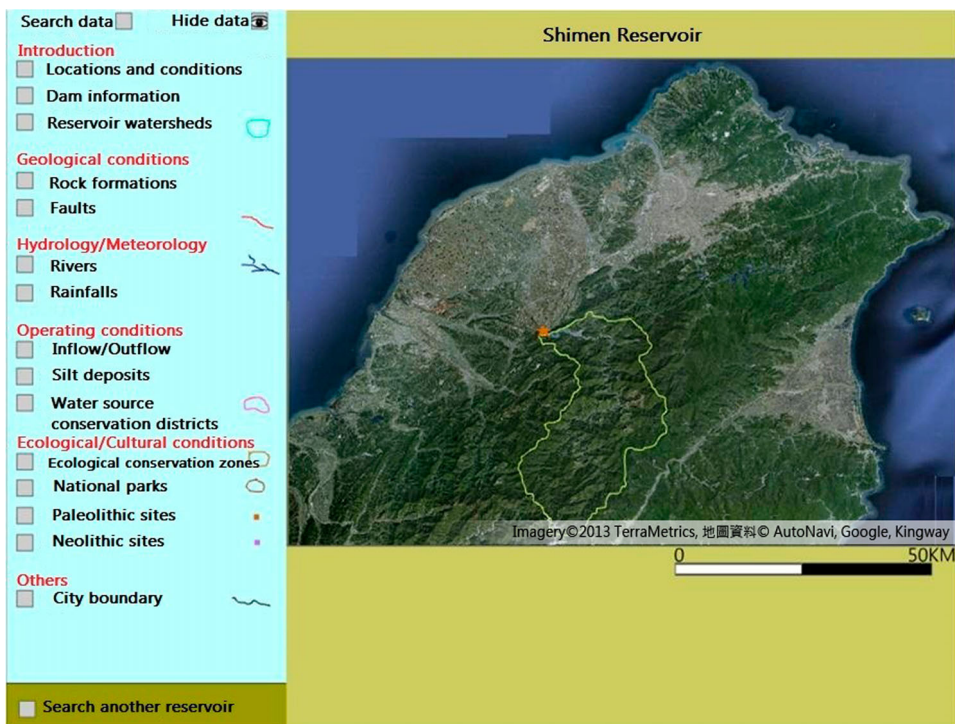 Search data
Hide data
Introduction
Locations and conditions
Dam information
Reservoir watersheds
Geological conditions
Rock formations
Faults
Hydrology/Meteorology
Rivers
Rainfalls
Operating conditions
Inflow/Outflow
Silt deposits
Water source
conservation districts
Ecological/Cultural conditions
Ecological conservation zones
National parks
Paleolithic sites
Neolithic sites
Others
City boundary
Search another reservoir
Shimen Reservoir
Imagery©2013 TerraMetrics, 地圖資料© AutoNavi, Google, Kingway
0 50KM